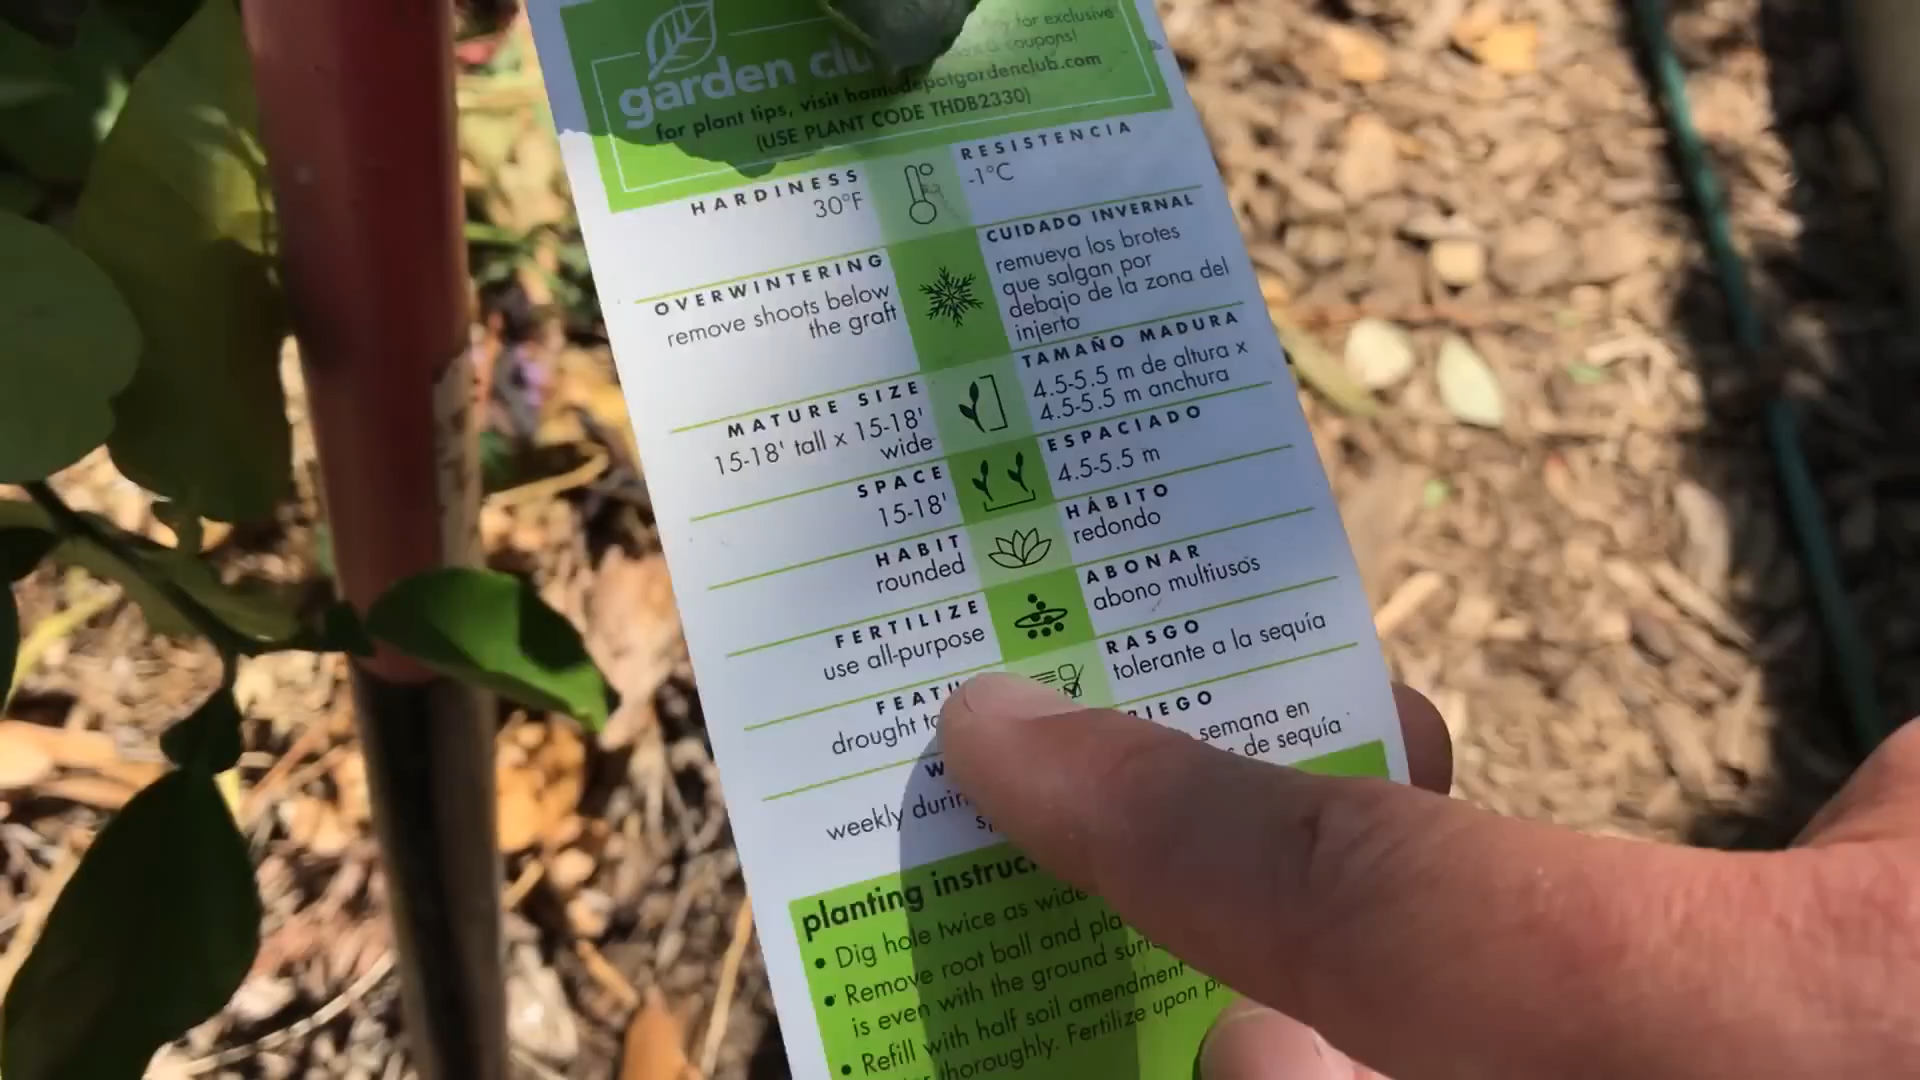 for exclusive
& coupons!
garden clu
for plant tips, visit homedepotgardenclub.com
(USE PLANT CODE THDB2330)
HARDINESS
30°F
RESISTENCIA
-1°C
OVERWINTERING
remove shoots below
the graft
CUIDADO INVERNAL
remueva los brotes
que salgan por
debajo de la zona del
injerto
MATURE SIZE
15-18' tall x 15-18'
wide
TAMAÑO MADURA
4.5-5.5 m de altura x
4.5-5.5 m anchura
SPACE
15-18'
ESPACIADO
4.5-5.5 m
HABIT
rounded
HÁBITO
redondo
FERTILIZE
use all-purpose
ABONAR
abono multiusos
FEATU
drought to
RASGO
tolerante a la sequía
W
weekly durin
RIEGO
semana en
de sequía
planting instruc
• Dig hole twice as wide
• Remove root ball and pla
is even with the ground
• Refill with half soil amendment
thoroughly. Fertilize upon